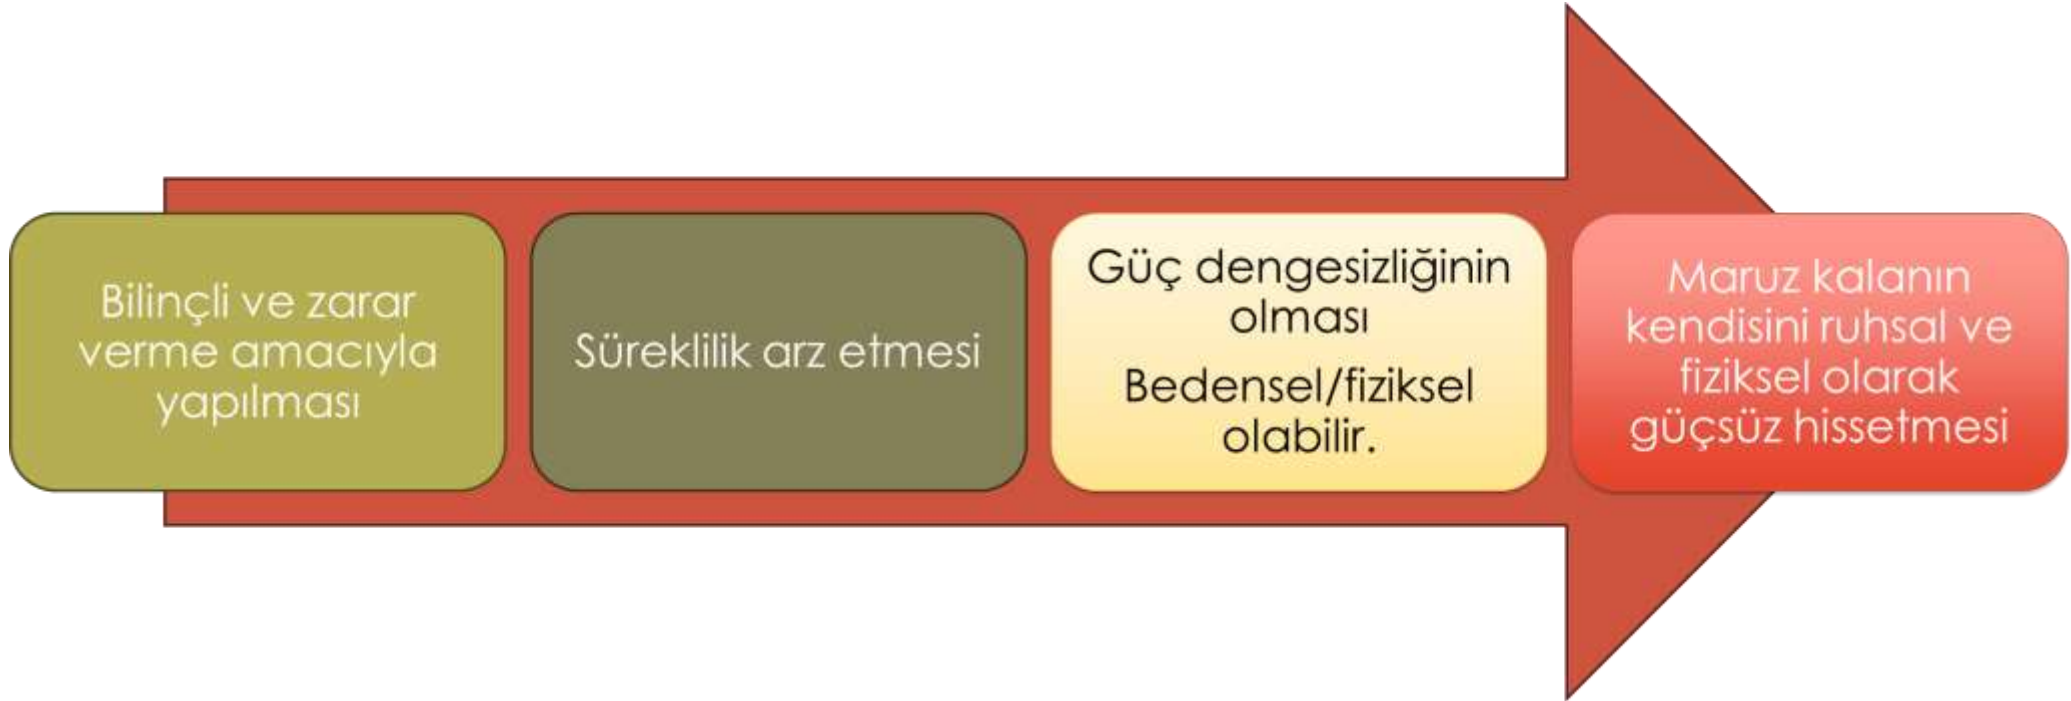 Bilinçli ve zarar
verme amacıyla
yapılması
Süreklilik arz etmesi
Güç dengesizliğinin
olması
Bedensel/fiziksel
olabilir.
Maruz kalanın
kendisini ruhsal ve
fiziksel olarak
güçsüz hissetmesi